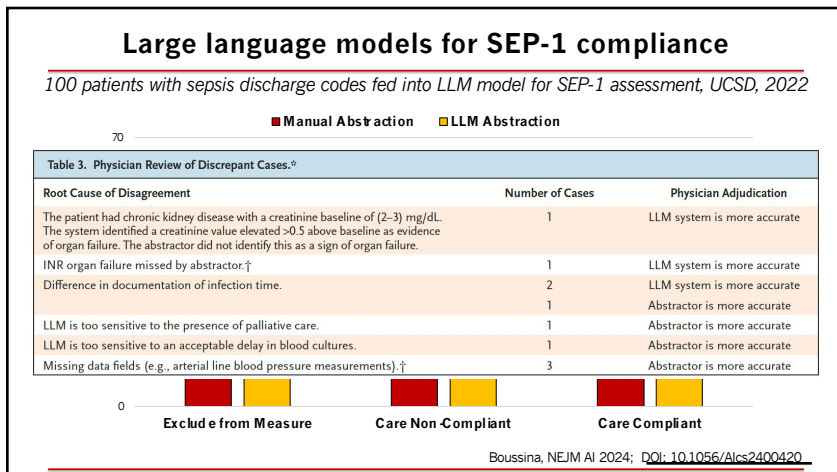 Large language models for SEP-1 compliance
100 patients with sepsis discharge codes fed into LLM model for SEP-1 assessment, UCSD, 2022
Manual Abstraction LLM Abstraction
70
Table 3. Physician Review of Discrepant Cases.*
Root Cause of Disagreement Number of Cases Physician Adjudication
The patient had chronic kidney disease with a creatinine baseline of (2–3) mg/dL. 1 LLM system is more accurate
The system identified a creatinine value elevated >0.5 above baseline as evidence
of organ failure. The abstractor did not identify this as a sign of organ failure.
INR organ failure missed by abstractor.† 1 LLM system is more accurate
Difference in documentation of infection time. 2 LLM system is more accurate
1 Abstractor is more accurate
LLM is too sensitive to the presence of palliative care. 1 Abstractor is more accurate
LLM is too sensitive to an acceptable delay in blood cultures. 1 Abstractor is more accurate
Missing data fields (e.g., arterial line blood pressure measurements).† 3 Abstractor is more accurate
0
Exclude from Measure Care Non-Compliant Care Compliant
Boussina, NEJM AI 2024; DOI: 10.1056/AIcs2400420